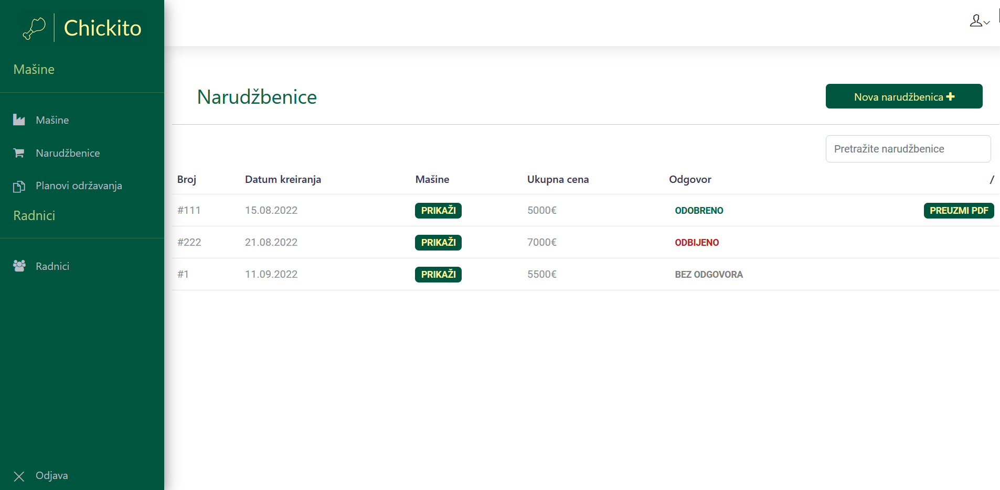 Chickito
Mašine
Mašine
Narudžbenice
Planovi održavanja
Radnici
Radnici
Odjava
Narudžbenice
Nova narudžbenica
Pretražite narudžbenice
Broj Datum kreiranja Mašine Ukupna cena Odgovor /
#111 15.08.2022 PRIKAŽI 5000€ ODOBRENO PREUZMI PDF
#222 21.08.2022 PRIKAŽI 7000€ ODBIJENO
#1 11.09.2022 PRIKAŽI 5500€ BEZ ODGOVORA